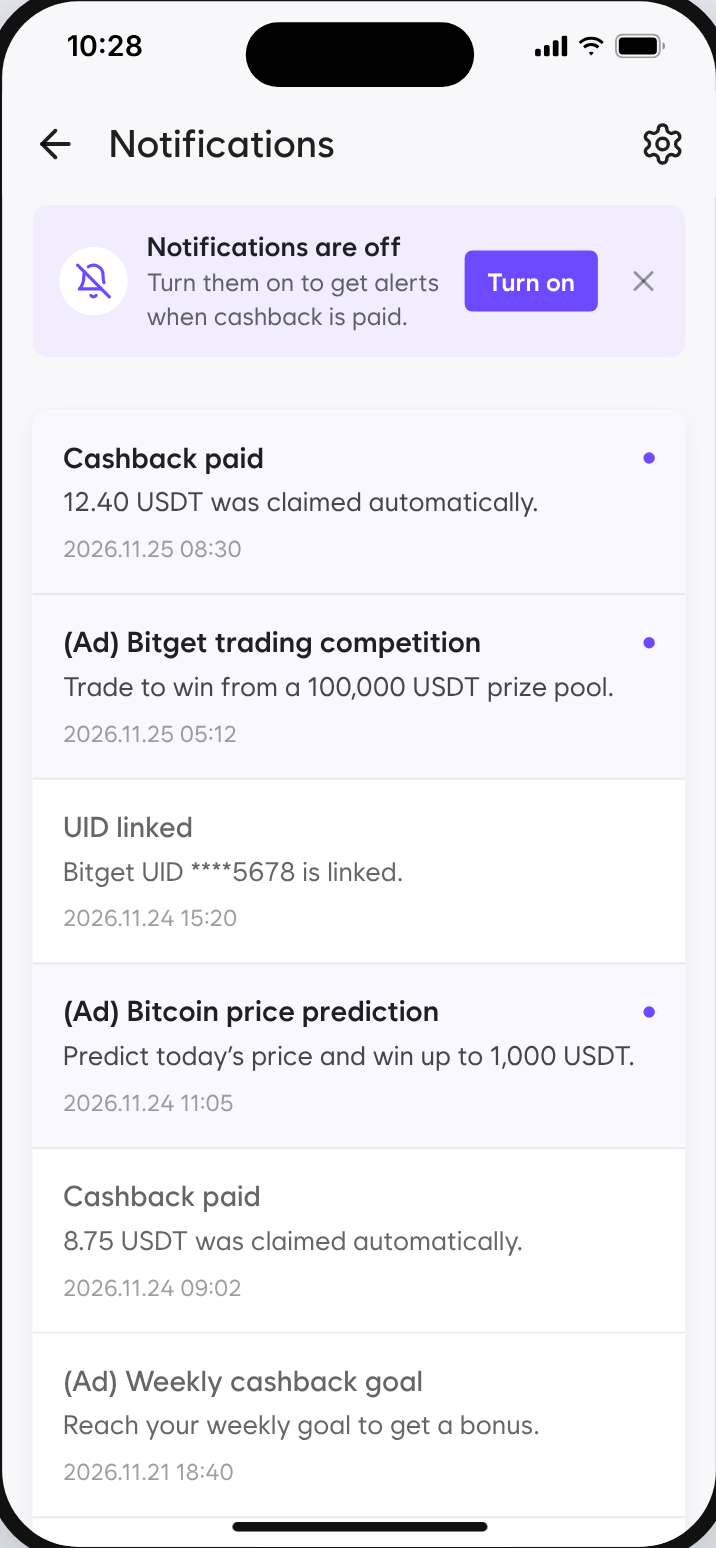 10:28
Notifications
Notifications are off
Turn them on to get alerts
when cashback is paid.
Turn on
Cashback paid
12.40 USDT was claimed automatically.
2026.11.25 08:30
(Ad) Bitget trading competition
Trade to win from a 100,000 USDT prize pool.
2026.11.25 05:12
UID linked
Bitget UID ****5678 is linked.
2026.11.24 15:20
(Ad) Bitcoin price prediction
Predict today’s price and win up to 1,000 USDT.
2026.11.24 11:05
Cashback paid
8.75 USDT was claimed automatically.
2026.11.24 09:02
(Ad) Weekly cashback goal
Reach your weekly goal to get a bonus.
2026.11.21 18:40